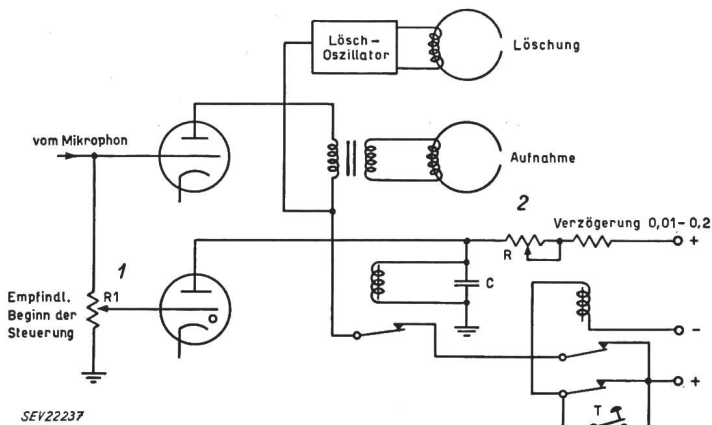 Lösch-
Oszillator
Löschung
vom Mikrophon
Aufnahme
2
Verzögerung 0,01-0,2
R
+
1
R1
C
Empfindl.
Beginn der
Steuerung
-
+
T
SEV22237